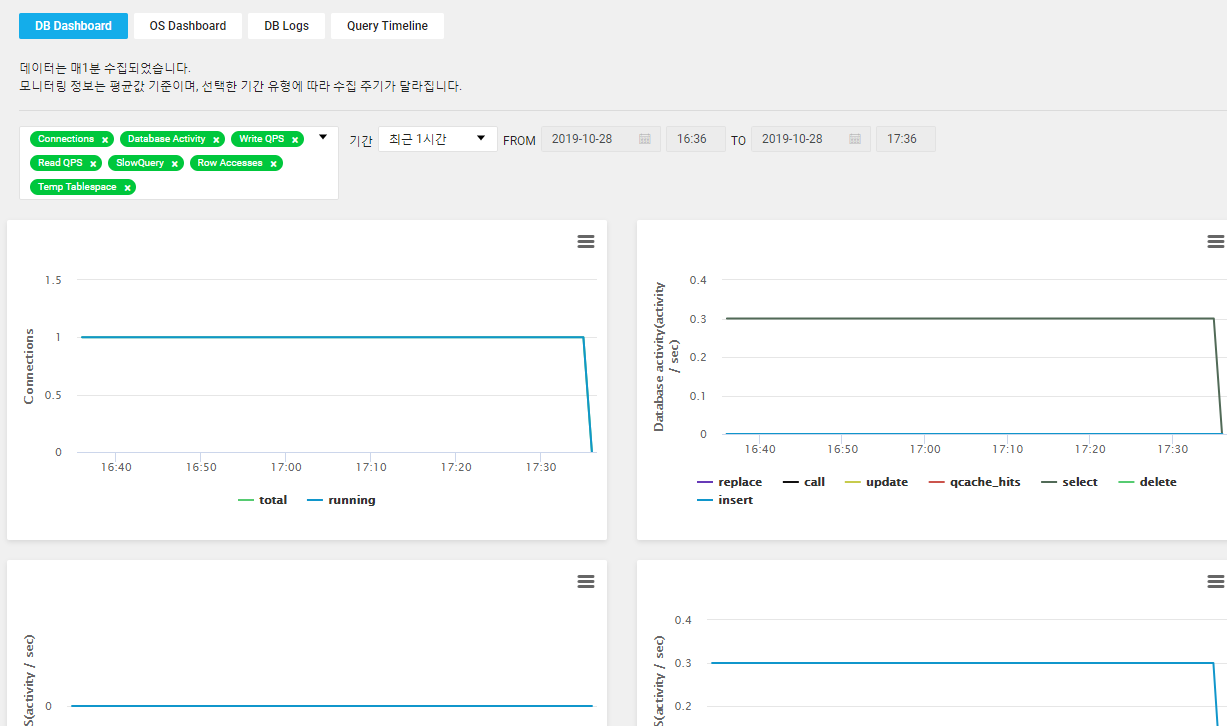 DB Dashboard OS Dashboard DB Logs Query Timeline
데이터는 매1분 수집되었습니다.
모니터링 정보는 평균값 기준이며, 선택한 기간 유형에 따라 수집 주기가 달라집니다.
Connections x Database Activity x Write QPS x
Read QPS x SlowQuery x Row Accesses x
Temp Tablespace x
기간 최근 1시간 FROM 2019-10-28 16:36 TO 2019-10-28 17:36
Connections
1.5
1
0.5
0
16:40 16:50 17:00 17:10 17:20 17:30
total running
Database activity(activity
/ sec)
0.4
0.3
0.2
0.1
0
16:40 16:50 17:00 17:10 17:20 17:30
replace call update qcache_hits select delete
insert
S(activity / sec)
0
S(activity / sec)
0.4
0.3
0.2